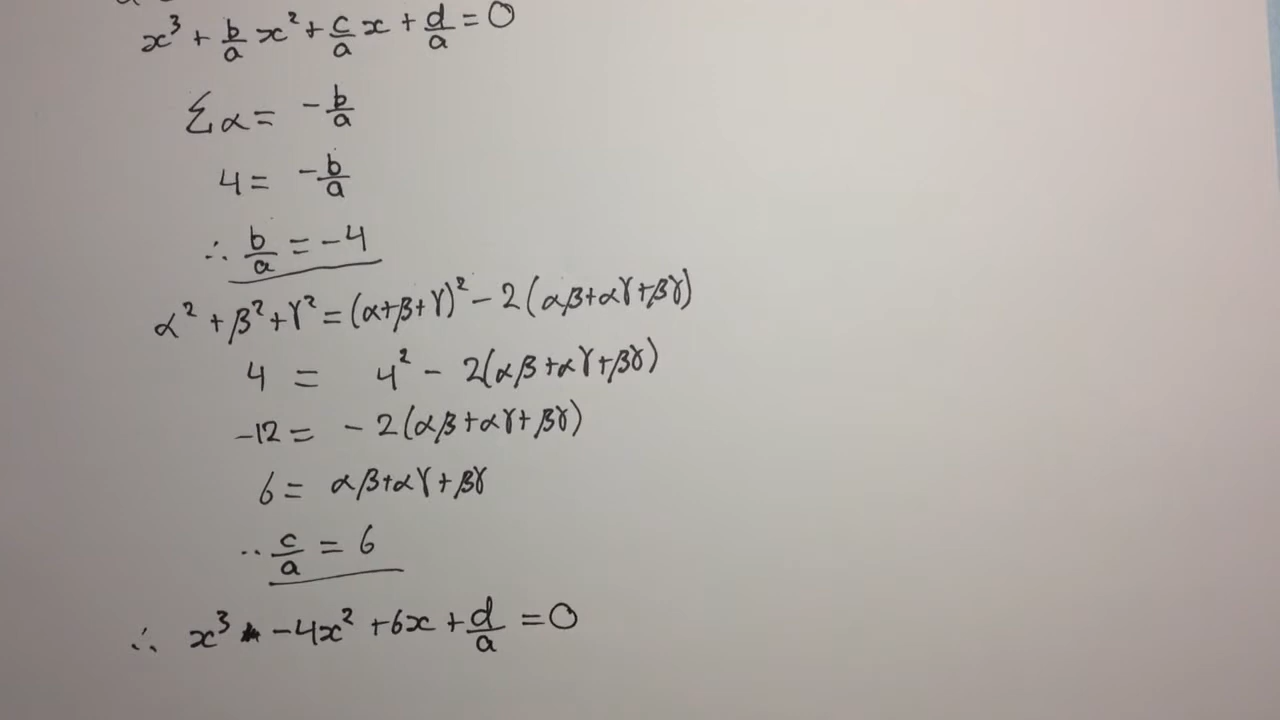 x³ + b/a x² + c/a x + d/a = 0
Σα = -b/a
4 = -b/a
∴ b/a = -4
α² + β² + γ² = (α+β+γ)² - 2(αβ+αγ+βγ)
4 = 4² - 2(αβ+αγ+βγ)
-12 = -2(αβ+αγ+βγ)
6 = αβ+αγ+βγ
∴ c/a = 6
∴ x³ - 4x² + 6x + d/a = 0